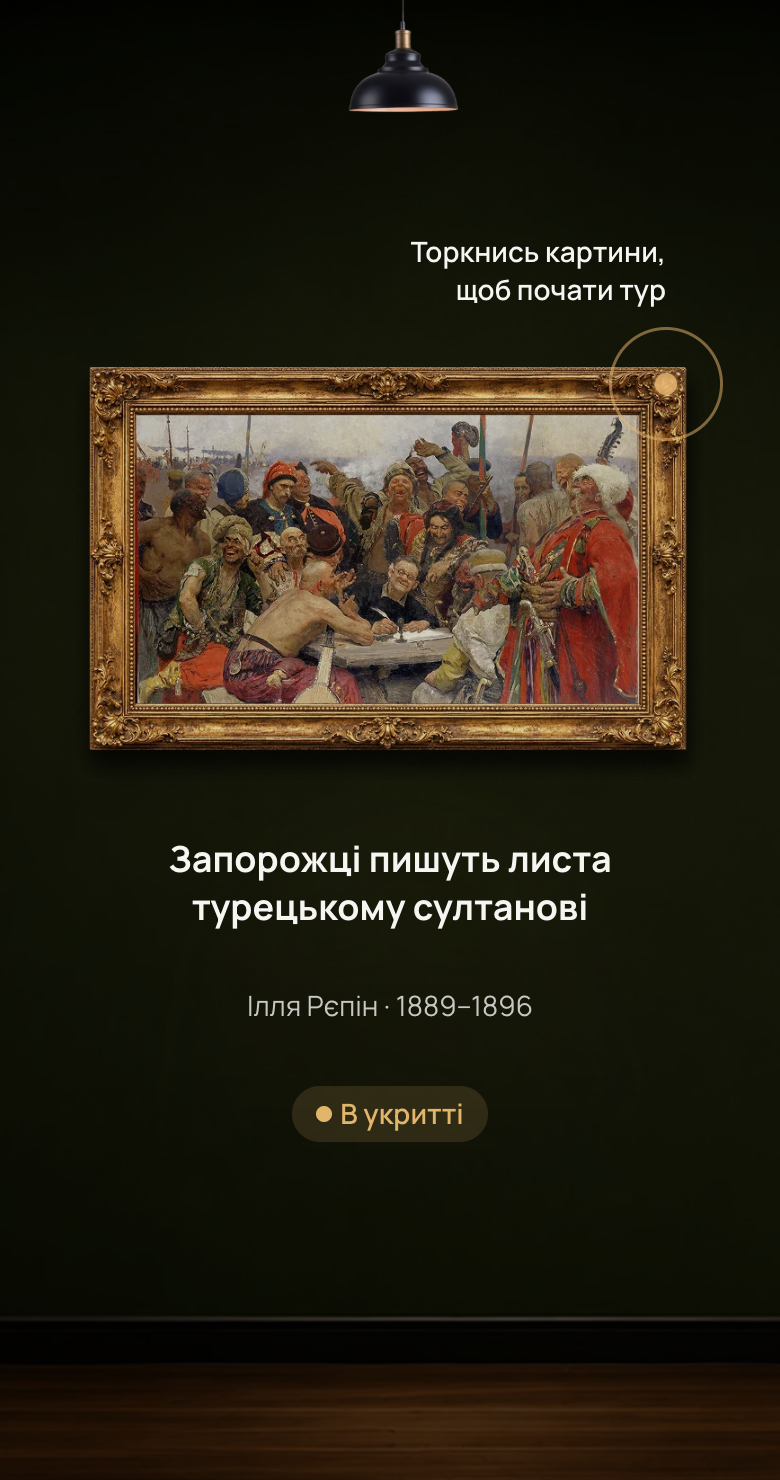 Торкнись картини,
щоб почати тур
Запорожці пишуть листа
турецькому султанові
Ілля Рєпін · 1889–1896
В укритті